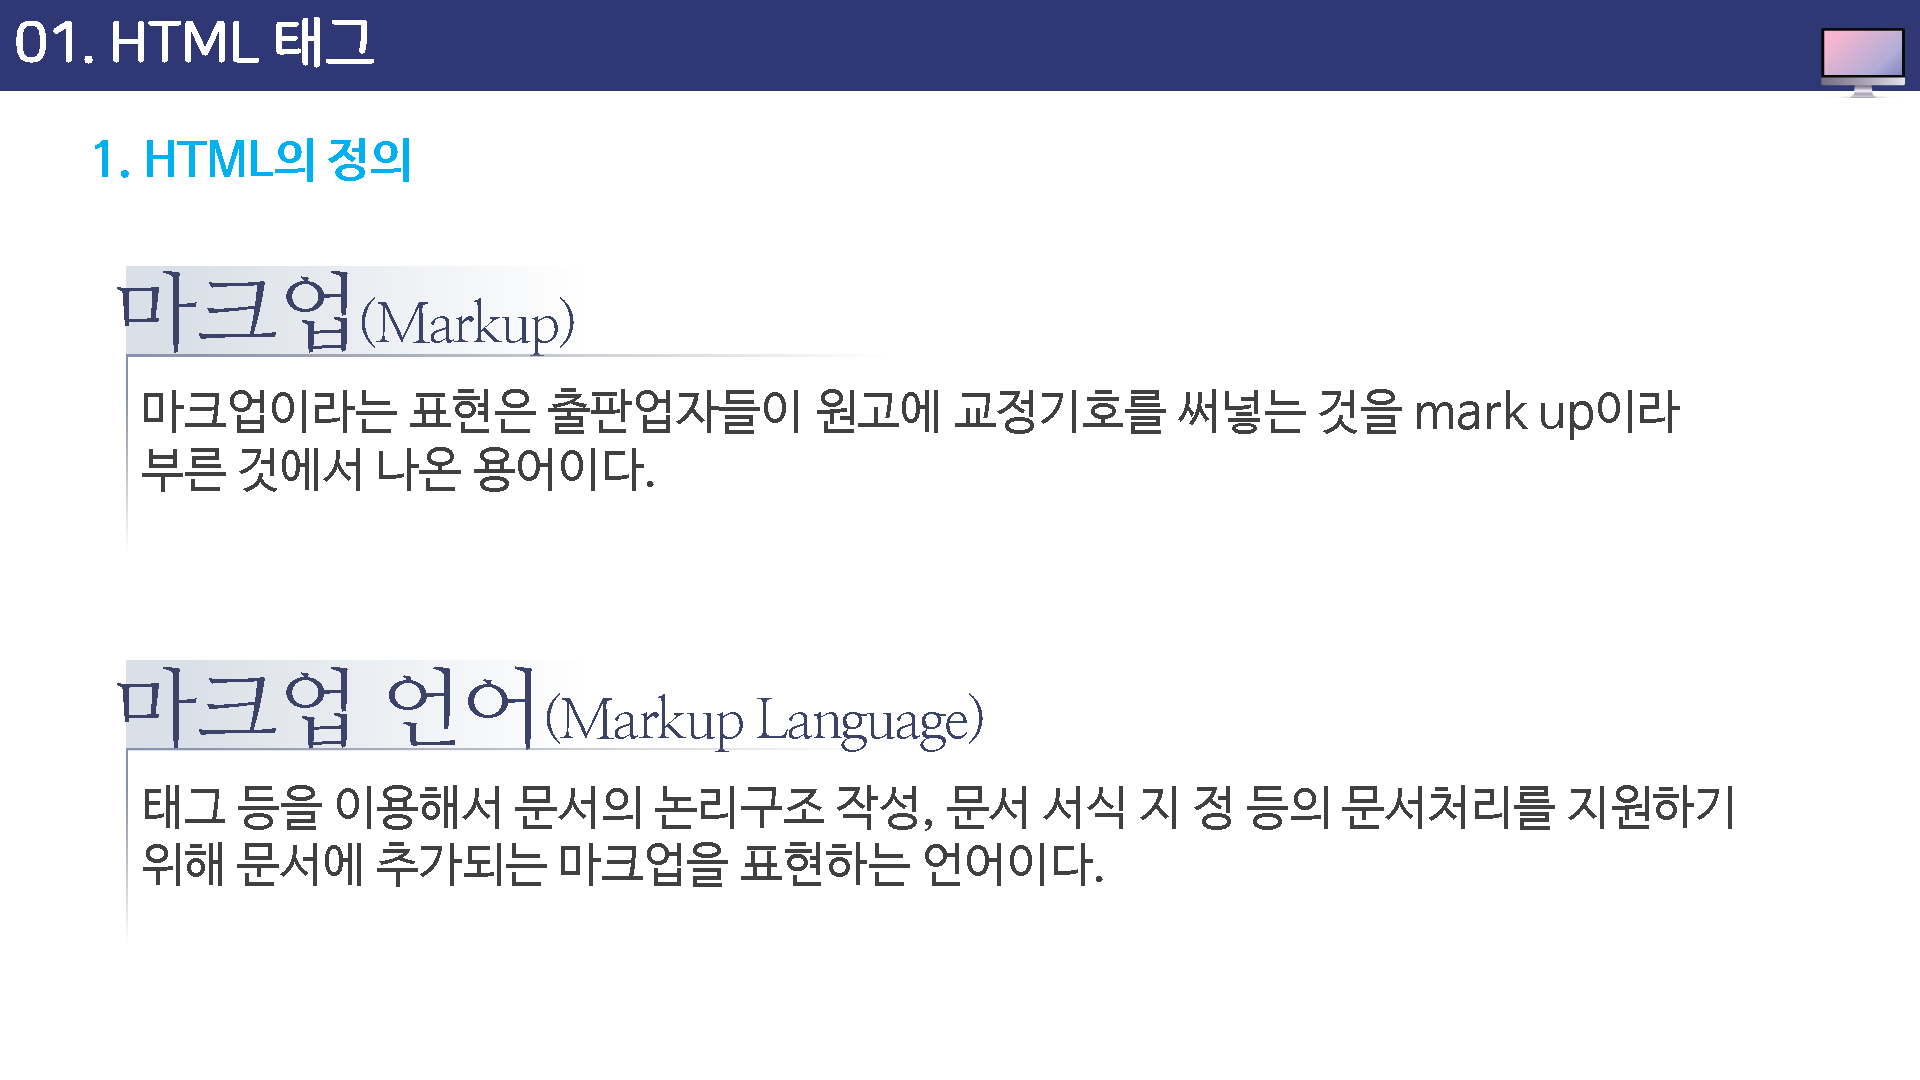 01. HTML 태그
1. HTML의 정의
마크업(Markup)
마크업이라는 표현은 출판업자들이 원고에 교정기호를 써넣는 것을 mark up이라
부른 것에서 나온 용어이다.
마크업 언어(Markup Language)
태그 등을 이용해서 문서의 논리구조 작성, 문서 서식 지 정 등의 문서처리를 지원하기
위해 문서에 추가되는 마크업을 표현하는 언어이다.